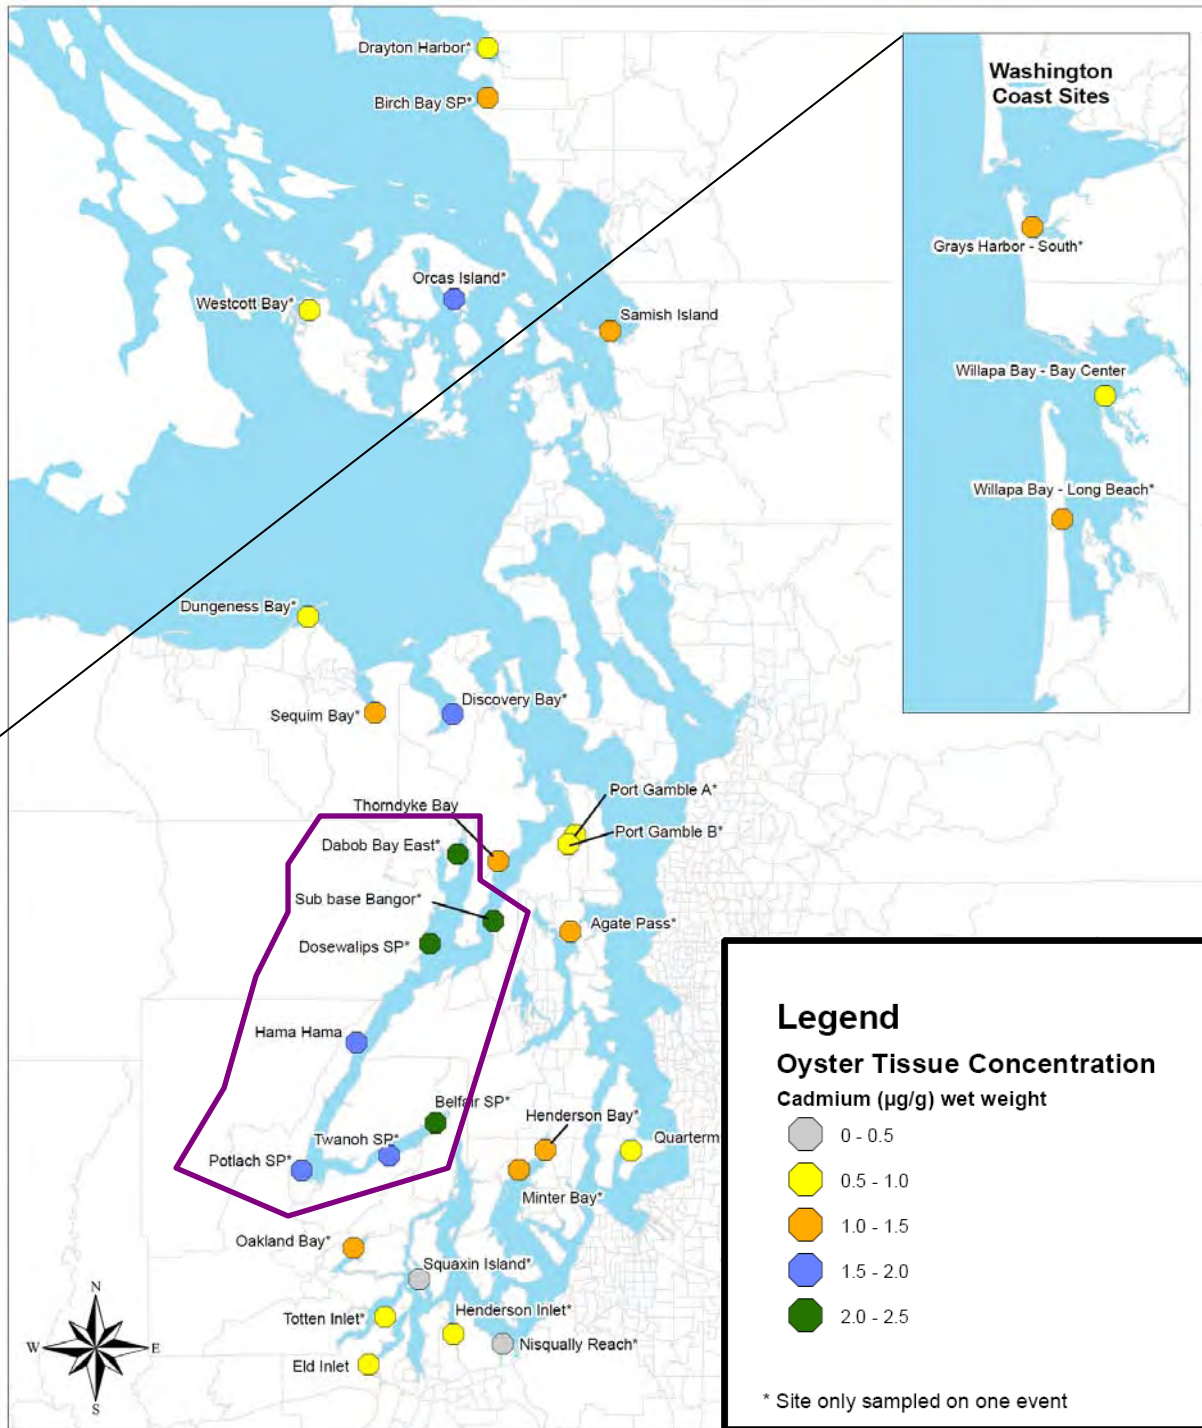 Drayton Harbor*
Birch Bay SP*
Orcas Island*
Westcott Bay*
Samish Island
Dungeness Bay*
Sequim Bay*
Discovery Bay*
Port Gamble A*
Thorndyke Bay
Port Gamble B*
Dabob Bay East*
Sub base Bangor*
Agate Pass*
Dosewalips SP*
Hama Hama
Belfair SP*
Henderson Bay*
Twanoh SP*
Quarterm
Potlach SP*
Minter Bay*
Oakland Bay*
Squaxin Island*
Totten Inlet*
Henderson Inlet*
Nisqually Reach*
Eld Inlet
N
W
E
S
Washington
Coast Sites
Grays Harbor - South*
Willapa Bay - Bay Center
Willapa Bay - Long Beach*
Legend
Oyster Tissue Concentration
Cadmium (µg/g) wet weight
0 - 0.5
0.5 - 1.0
1.0 - 1.5
1.5 - 2.0
2.0 - 2.5
* Site only sampled on one event